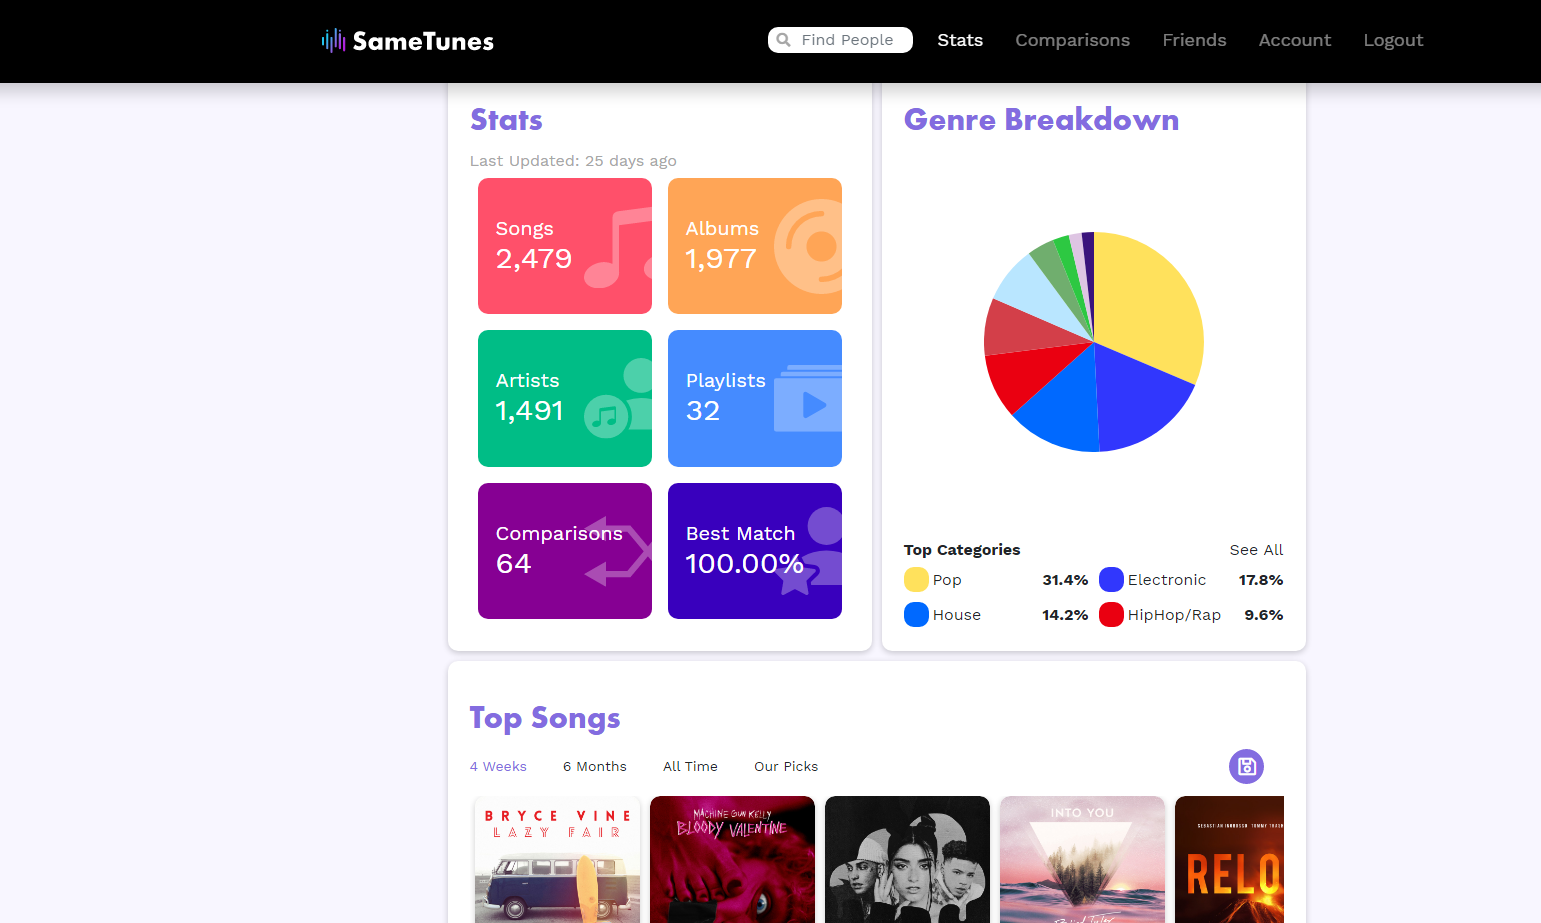 SameTunes
Find People
Stats
Comparisons
Friends
Account
Logout
Stats
Last Updated: 25 days ago
Songs
2,479
Albums
1,977
Artists
1,491
Playlists
32
Comparisons
64
Best Match
100.00%
Genre Breakdown
Top Categories
See All
Pop 31.4%
Electronic 17.8%
House 14.2%
HipHop/Rap 9.6%
Top Songs
4 Weeks
6 Months
All Time
Our Picks
BRYCE VINE
LAZY FAIR
MACHINE GUN KELLY
BLOODY VALENTINE
INTO YOU
SEBASTIAN INGROSSO
RELO